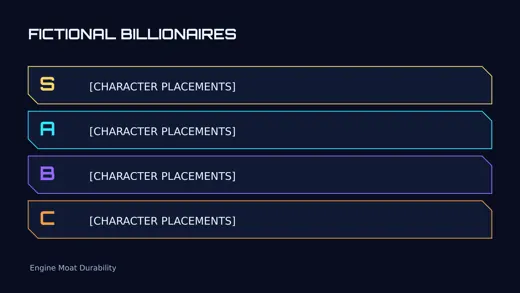 FICTIONAL BILLIONAIRES
S [CHARACTER PLACEMENTS]
A [CHARACTER PLACEMENTS]
B [CHARACTER PLACEMENTS]
C [CHARACTER PLACEMENTS]
Engine Moat Durability